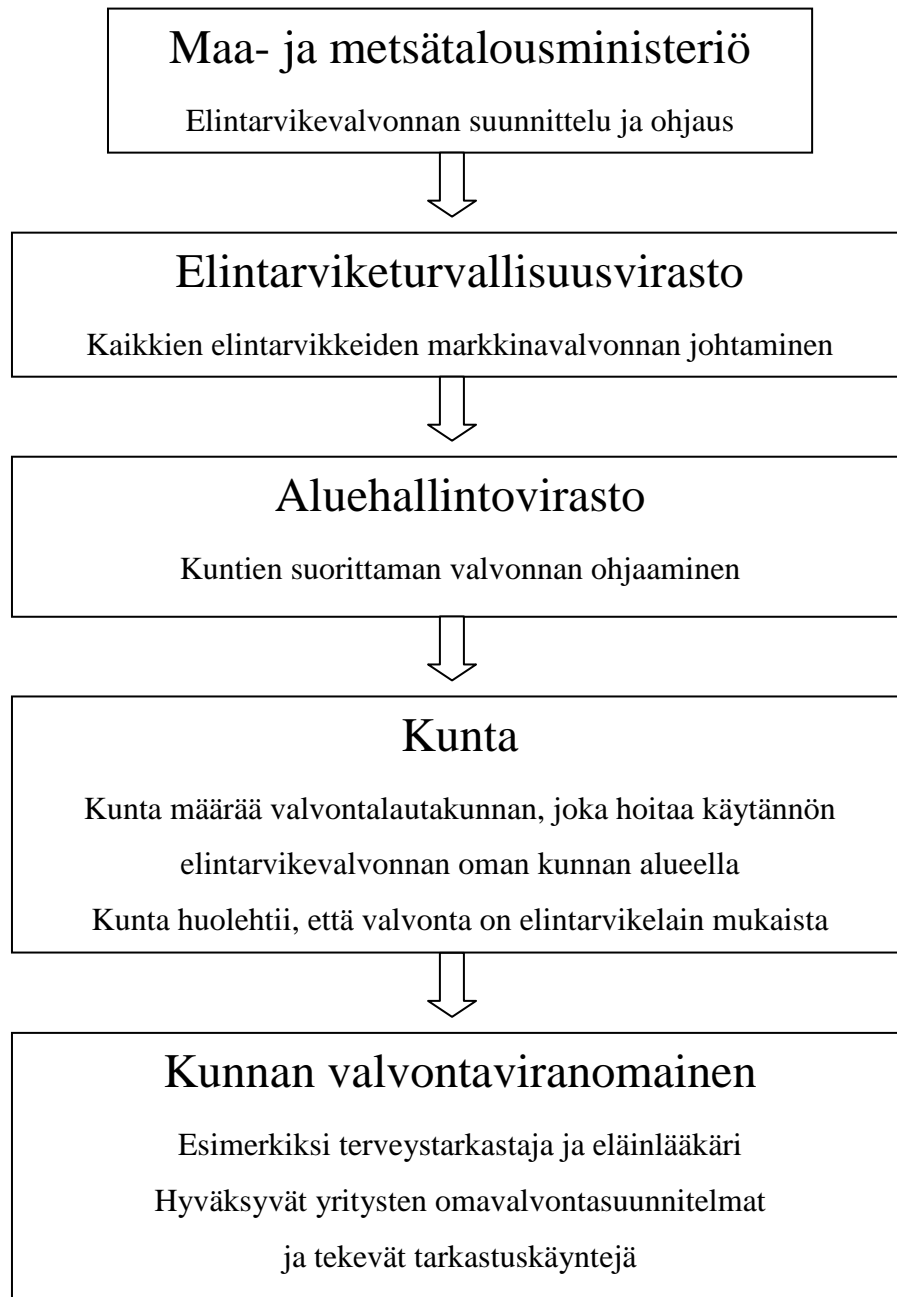 Maa- ja metsätalousministeriö
Elintarvikevalvonnan suunnittelu ja ohjaus
Elintarviketurvallisuusvirasto
Kaikkien elintarvikkeiden markkinavalvonnan johtaminen
Aluehallintovirasto
Kuntien suorittaman valvonnan ohjaaminen
Kunta
Kunta määrää valvontalautakunnan, joka hoitaa käytännön
elintarvikevalvonnan oman kunnan alueella
Kunta huolehtii, että valvonta on elintarvikelain mukaista
Kunnan valvontaviranomainen
Esimerkiksi terveystarkastaja ja eläinlääkäri
Hyväksyvät yritysten omavalvontasuunnitelmat
ja tekevät tarkastuskäyntejä